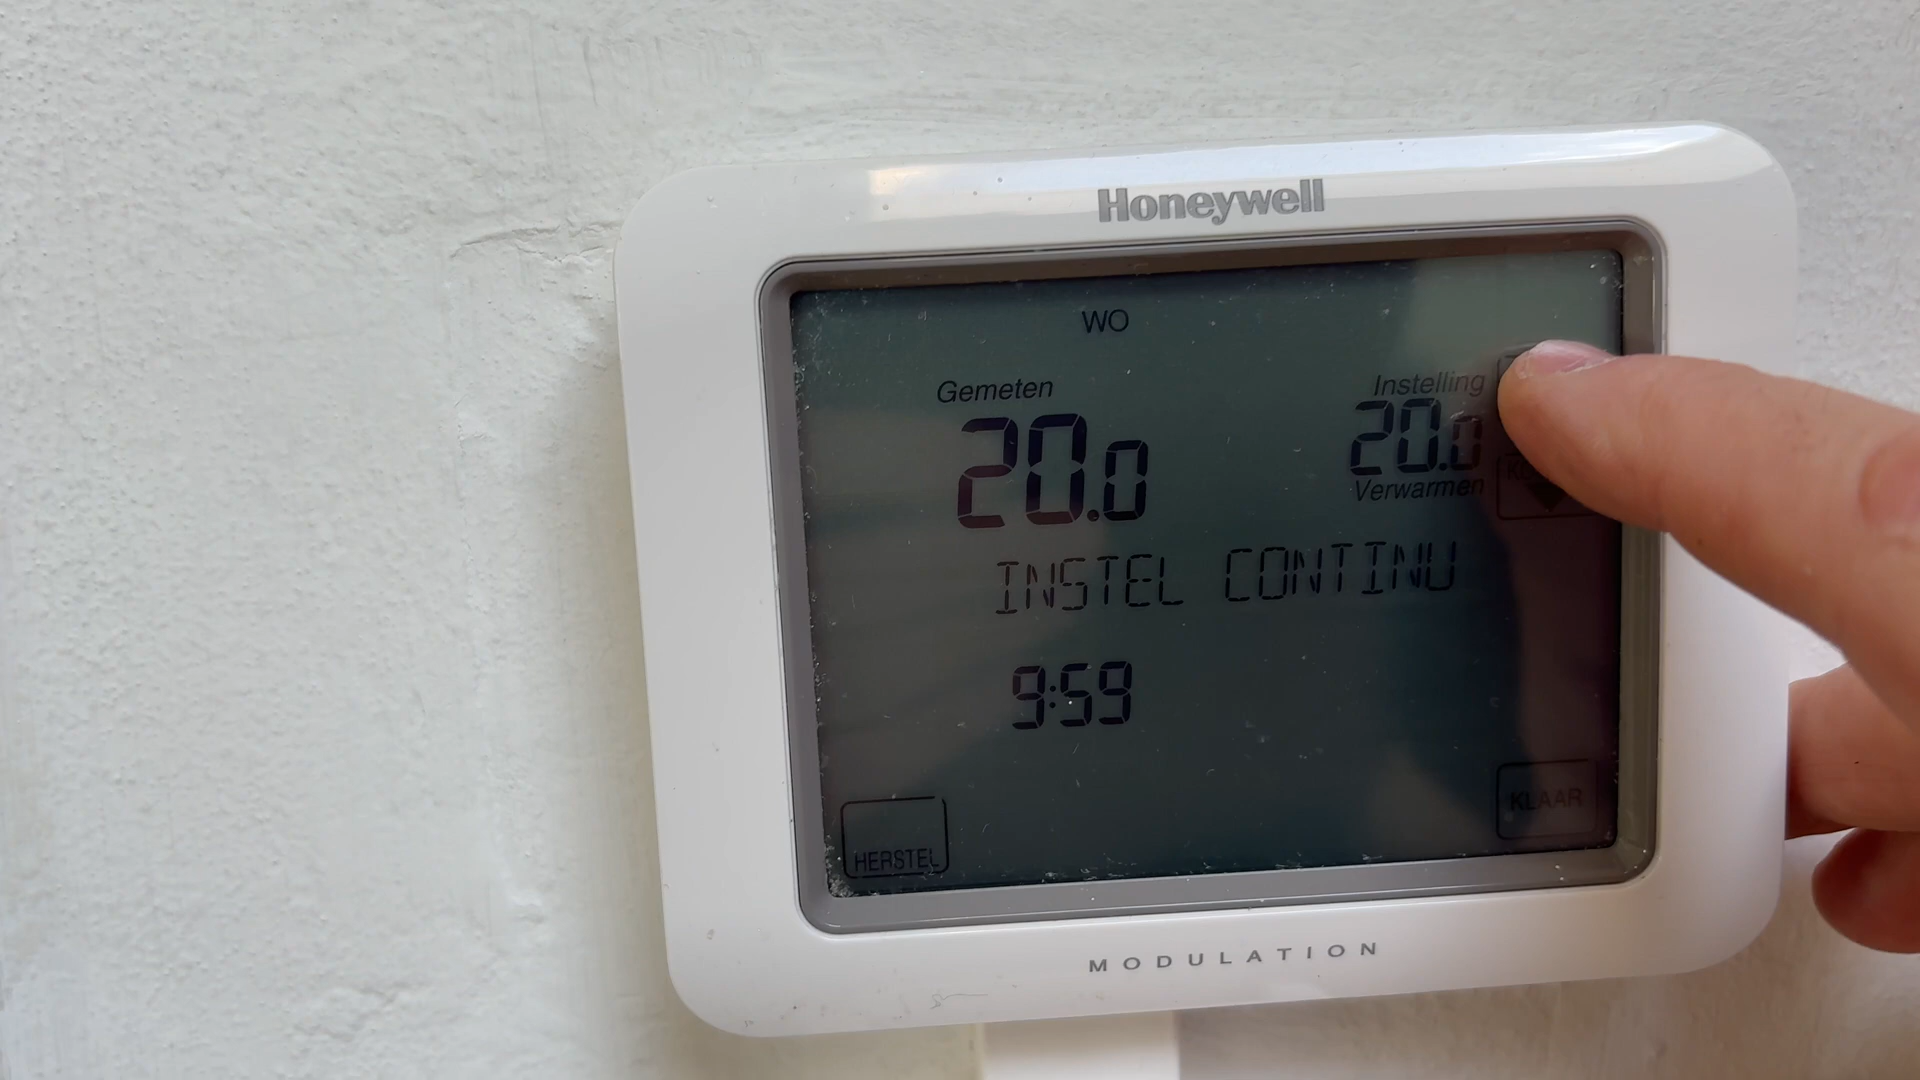 Honeywell
WO
Gemeten
Instelling
20.0
20.0
Verwarmen
INSTEL CONTINU
9:59
HERSTEL
KLAAR
MODULATION